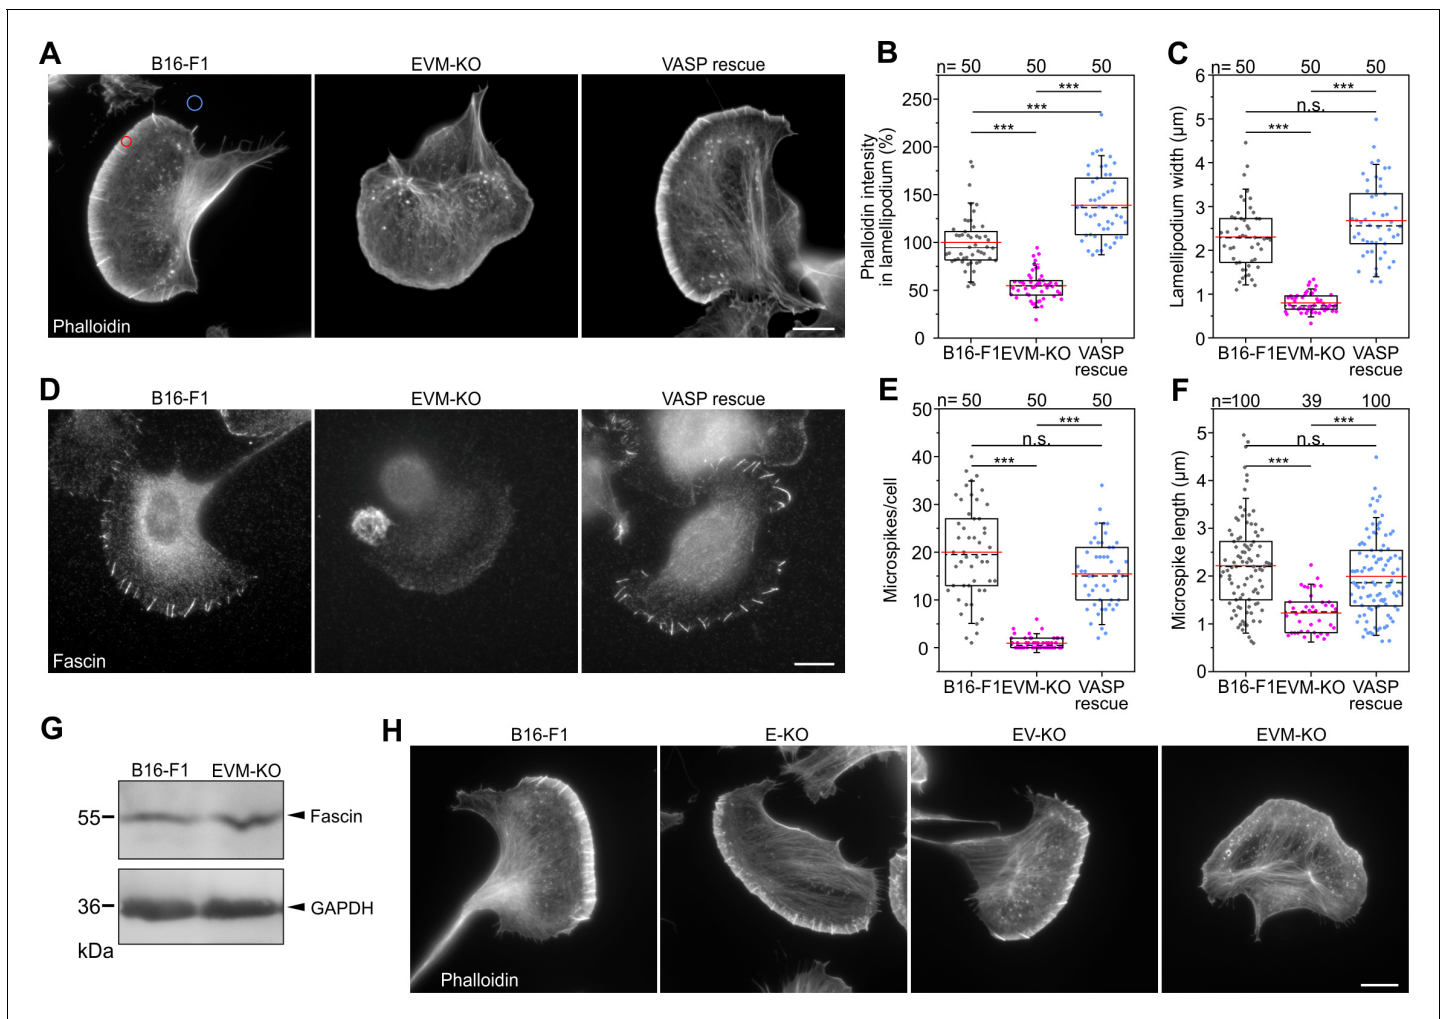 A
B16-F1
EVM-KO
VASP rescue
Phalloidin
B
n= 50 50 50
***
***
***
Phalloidin intensity
in lamellipodium (%)
250
200
150
100
50
0
B16-F1 EVM-KO VASP
rescue
C
n= 50 50 50
***
n.s.
***
Lamellipodium width (µm)
6
5
4
3
2
1
0
B16-F1 EVM-KO VASP
rescue
D
B16-F1
EVM-KO
VASP rescue
Fascin
E
n= 50 50 50
***
n.s.
***
Microspikes/cell
50
40
30
20
10
0
B16-F1 EVM-KO VASP
rescue
F
n=100 39 100
***
n.s.
***
Microspike length (µm)
5
4
3
2
1
0
B16-F1 EVM-KO VASP
rescue
G
B16-F1 EVM-KO
55
Fascin
36
GAPDH
kDa
H
B16-F1
E-KO
EV-KO
EVM-KO
Phalloidin